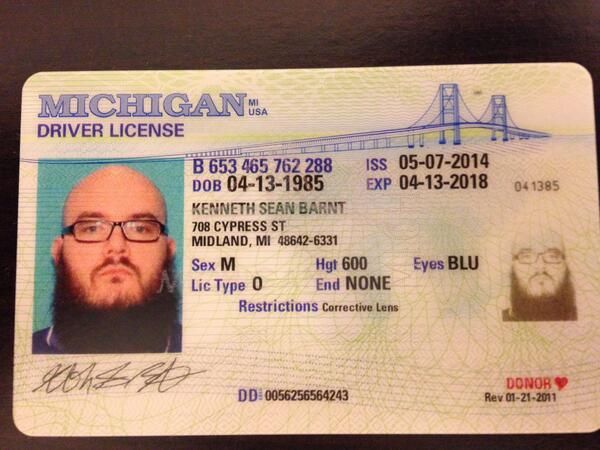 MICHIGAN MI
USA
DRIVER LICENSE
B 653 465 762 288 ISS 05-07-2014
DOB 04-13-1985 EXP 04-13-2018
041385
KENNETH SEAN BARNT
708 CYPRESS ST
MIDLAND, MI 48642-6331
Sex M Hgt 600 Eyes BLU
Lic Type O End NONE
Restrictions Corrective Lens
DONOR
DD 0056256564243 Rev 01-21-2011